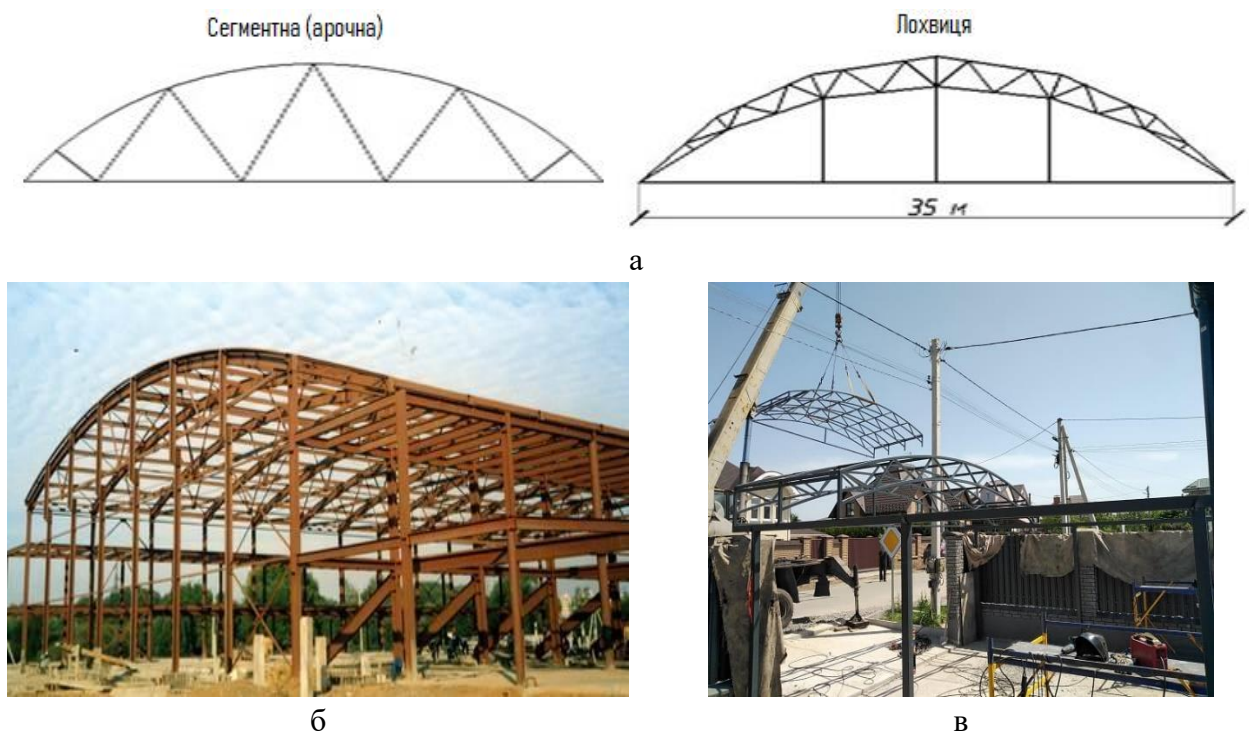 Сегментна (арочна)
Лохвиця
35 м
а
б
в